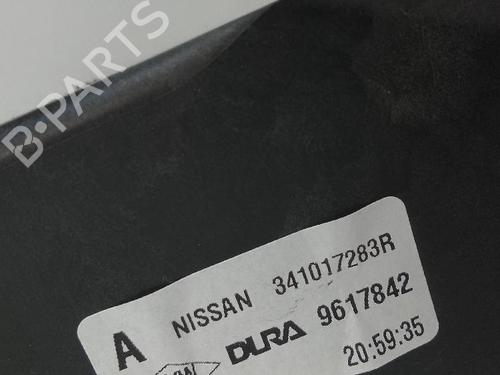 B-PARTS
A NISSAN 341017283R
DURA 9617842
20:59:35